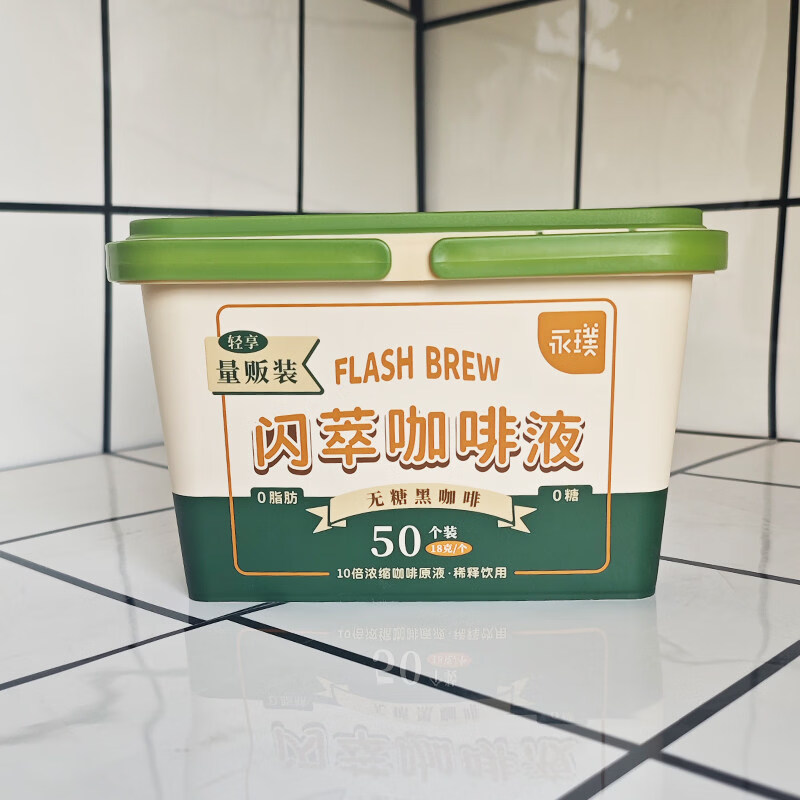 永璞
轻享
量贩装
FLASH BREW
闪萃咖啡液
0脂肪
无糖黑咖啡
0糖
50个装
18克/个
10倍浓缩咖啡原液·稀释饮用